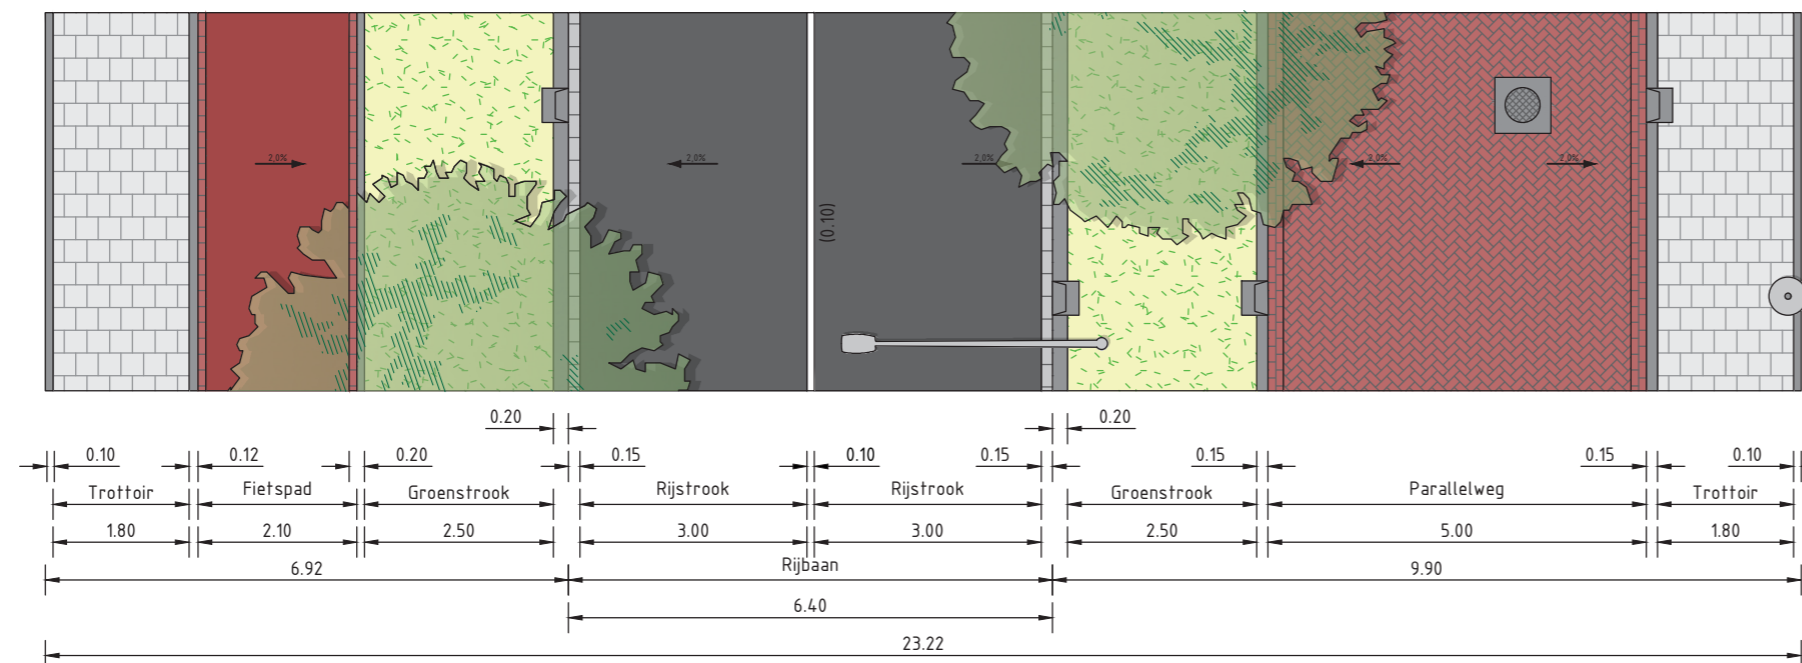 2,0% 2,0% 2,0% 2,0% 2,0%
(0.10)
0.20 0.20
0.10 0.12 0.20 0.15 0.10 0.15 0.15 0.15 0.10
Trottoir Fietspad Groenstrook Rijstrook Rijstrook Groenstrook Parallelweg Trottoir
1.80 2.10 2.50 3.00 3.00 2.50 5.00 1.80
6.92 Rijbaan 9.90
6.40
23.22